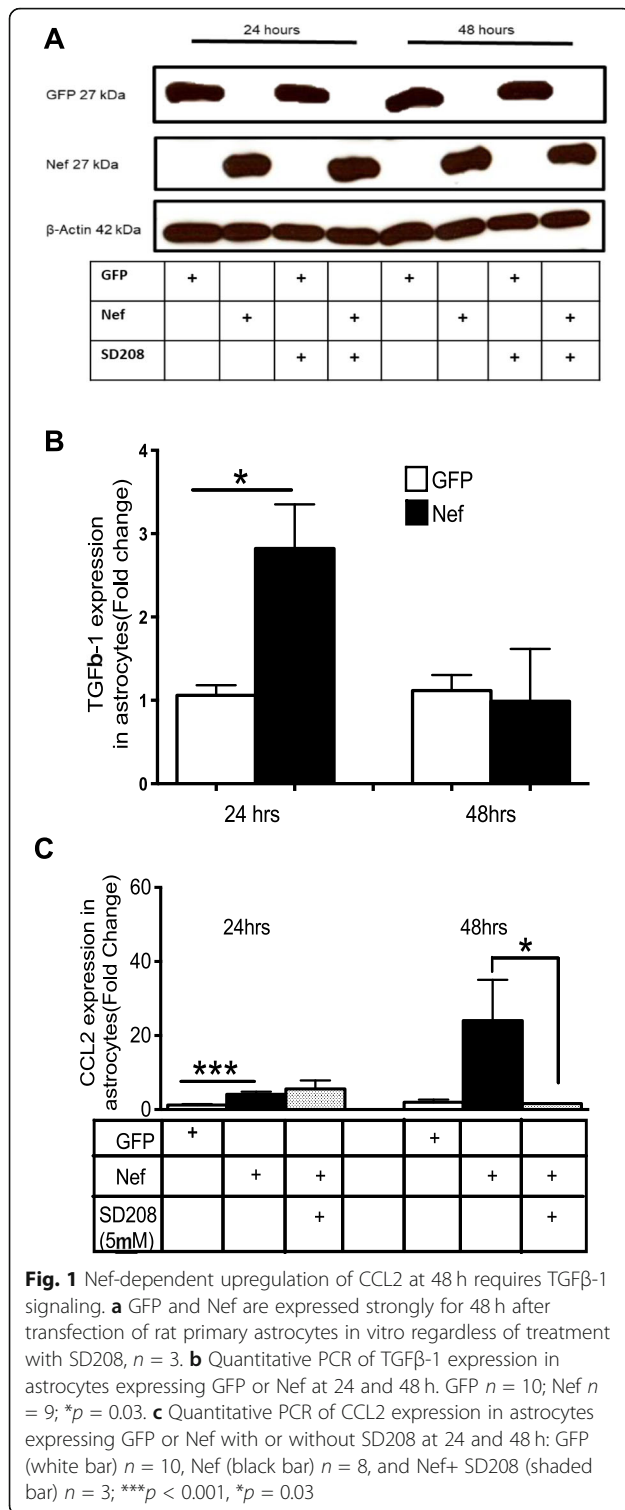 A
24 hours 48 hours
GFP 27 kDa
Nef 27 kDa
β-Actin 42 kDa
GFP + + + +
Nef + + + +
SD208 + + + +
B
TGFb-1 expression
in astrocytes(Fold change)
4
3
2
1
0
*
GFP
Nef
24 hrs 48hrs
C
CCL2 expression in
astrocytes(Fold Change)
60
40
20
0
24hrs 48hrs
*
***
GFP + +
Nef + + + +
SD208 + +
(5mM)
Fig. 1 Nef-dependent upregulation of CCL2 at 48 h requires TGFβ-1
signaling. a GFP and Nef are expressed strongly for 48 h after
transfection of rat primary astrocytes in vitro regardless of treatment
with SD208, n = 3. b Quantitative PCR of TGFβ-1 expression in
astrocytes expressing GFP or Nef at 24 and 48 h. GFP n = 10; Nef n
= 9; *p = 0.03. c Quantitative PCR of CCL2 expression in astrocytes
expressing GFP or Nef with or without SD208 at 24 and 48 h: GFP
(white bar) n = 10, Nef (black bar) n = 8, and Nef+ SD208 (shaded
bar) n = 3; ***p < 0.001, *p = 0.03